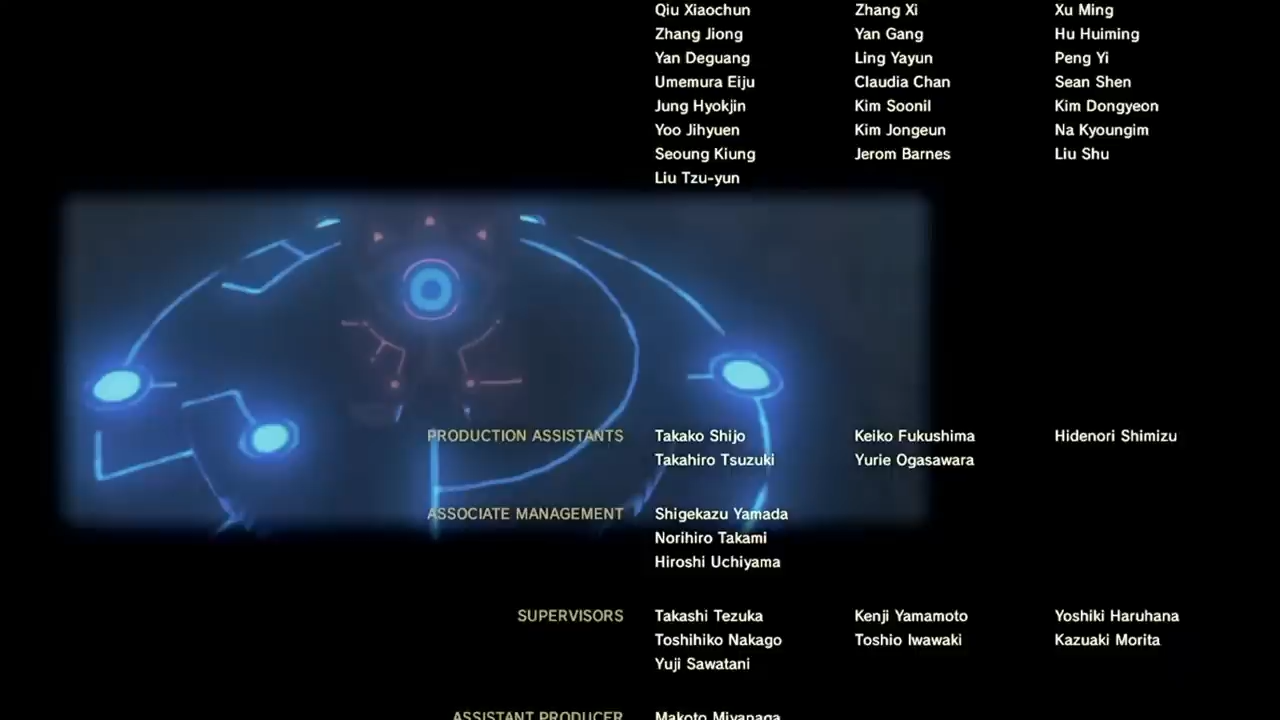 Qiu Xiaochun Zhang Xi Xu Ming
Zhang Jiong Yan Gang Hu Huiming
Yan Deguang Ling Yayun Peng Yi
Umemura Eiju Claudia Chan Sean Shen
Jung Hyokjin Kim Soonil Kim Dongyeon
Yoo Jihyuen Kim Jongeun Na Kyoungim
Seoung Kiung Jerom Barnes Liu Shu
Liu Tzu-yun
PRODUCTION ASSISTANTS Takako Shijo Keiko Fukushima Hidenori Shimizu
Takahiro Tsuzuki Yurie Ogasawara
ASSOCIATE MANAGEMENT Shigekazu Yamada
Norihiro Takami
Hiroshi Uchiyama
SUPERVISORS Takashi Tezuka Kenji Yamamoto Yoshiki Haruhana
Toshihiko Nakago Toshio Iwawaki Kazuaki Morita
Yuji Sawatani
ASSISTANT PRODUCER Makoto Miyanaga